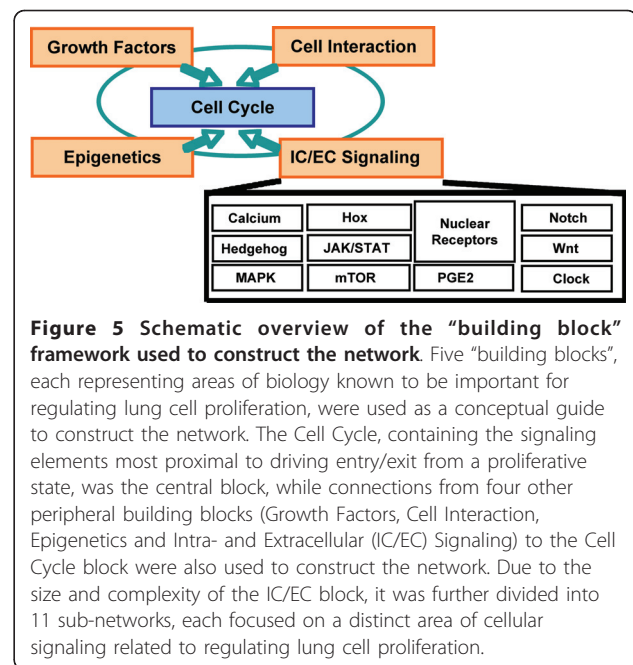 Growth Factors
Cell Interaction
Cell Cycle
Epigenetics
IC/EC Signaling
Calcium
Hox
Nuclear
Receptors
Notch
Hedgehog
JAK/STAT
Wnt
MAPK
mTOR
PGE2
Clock
Figure 5 Schematic overview of the “building block”
framework used to construct the network. Five “building blocks”,
each representing areas of biology known to be important for
regulating lung cell proliferation, were used as a conceptual guide
to construct the network. The Cell Cycle, containing the signaling
elements most proximal to driving entry/exit from a proliferative
state, was the central block, while connections from four other
peripheral building blocks (Growth Factors, Cell Interaction,
Epigenetics and Intra- and Extracellular (IC/EC) Signaling) to the Cell
Cycle block were also used to construct the network. Due to the
size and complexity of the IC/EC block, it was further divided into
11 sub-networks, each focused on a distinct area of cellular
signaling related to regulating lung cell proliferation.